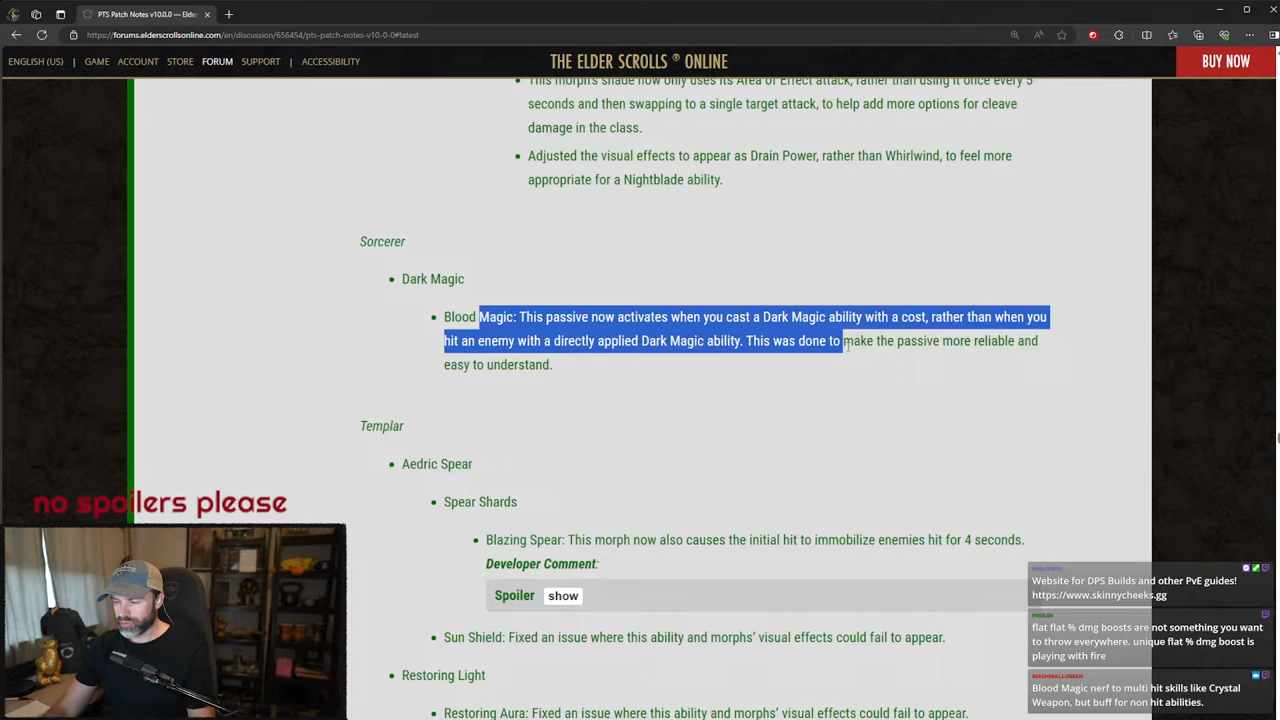 PTS Patch Notes v10.0.0 — Elder
https://forums.elderscrollsonline.com/en/discussion/656454/pts-patch-notes-v10-0-0#latest
ENGLISH (US) | GAME ACCOUNT STORE FORUM SUPPORT | ACCESSIBILITY
THE ELDER SCROLLS ® ONLINE
BUY NOW
This morph's shade now only uses its Area of Effect attack, rather than using it once every 5
seconds and then swapping to a single target attack, to help add more options for cleave
damage in the class.
Adjusted the visual effects to appear as Drain Power, rather than Whirlwind, to feel more
appropriate for a Nightblade ability.
Sorcerer
Dark Magic
Blood Magic: This passive now activates when you cast a Dark Magic ability with a cost, rather than when you
hit an enemy with a directly applied Dark Magic ability. This was done to make the passive more reliable and
easy to understand.
Templar
Aedric Spear
Spear Shards
Blazing Spear: This morph now also causes the initial hit to immobilize enemies hit for 4 seconds.
Developer Comment:
Spoiler show
Sun Shield: Fixed an issue where this ability and morphs' visual effects could fail to appear.
Restoring Light
Restoring Aura: Fixed an issue where this ability and morphs' visual effects could fail to appear.
no spoilers please
Website for DPS Builds and other PvE guides!
https://www.skinnycheeks.gg
flat flat % dmg boosts are not something you want
to throw everywhere. unique flat % dmg boost is
playing with fire
MASHMALLOMAN
Blood Magic nerf to multi hit skills like Crystal
Weapon, but buff for non hit abilities.